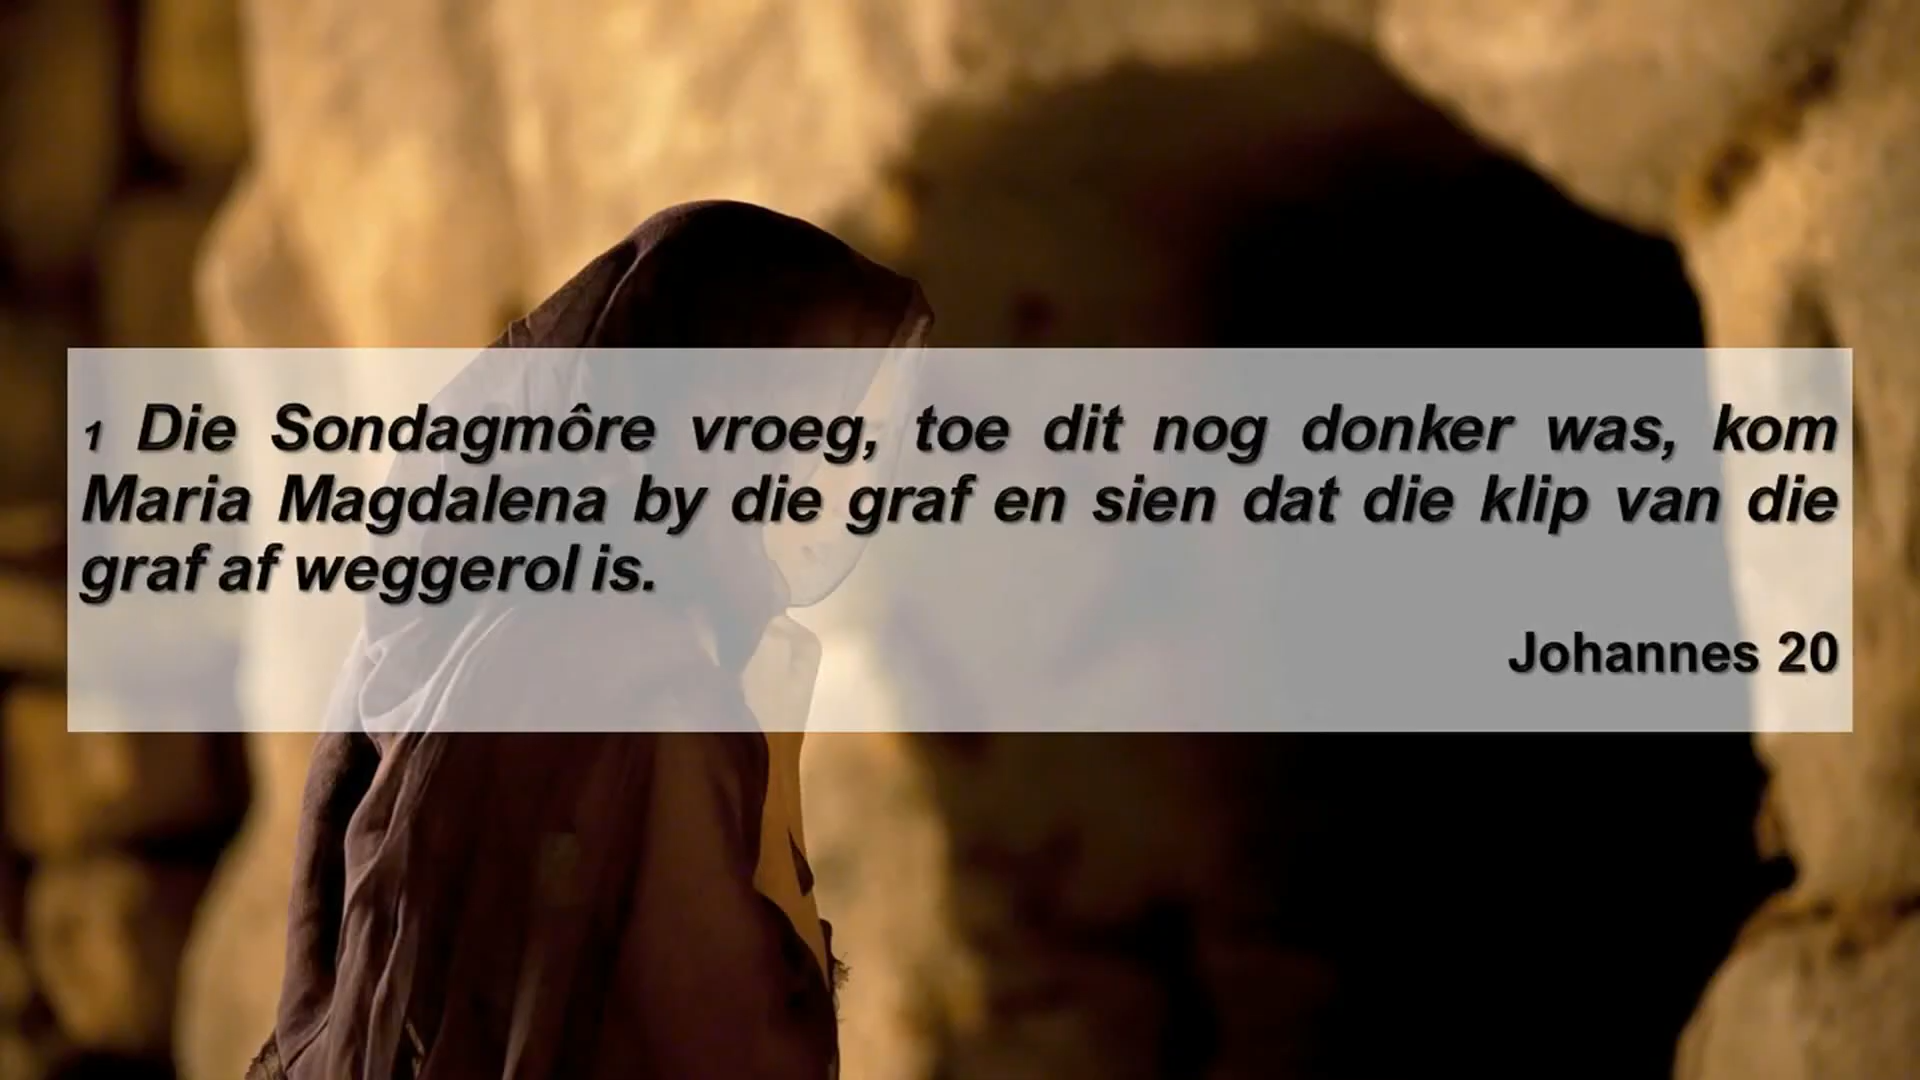 1 Die Sondagmôre vroeg, toe dit nog donker was, kom
Maria Magdalena by die graf en sien dat die klip van die
graf af weggerol is.
Johannes 20